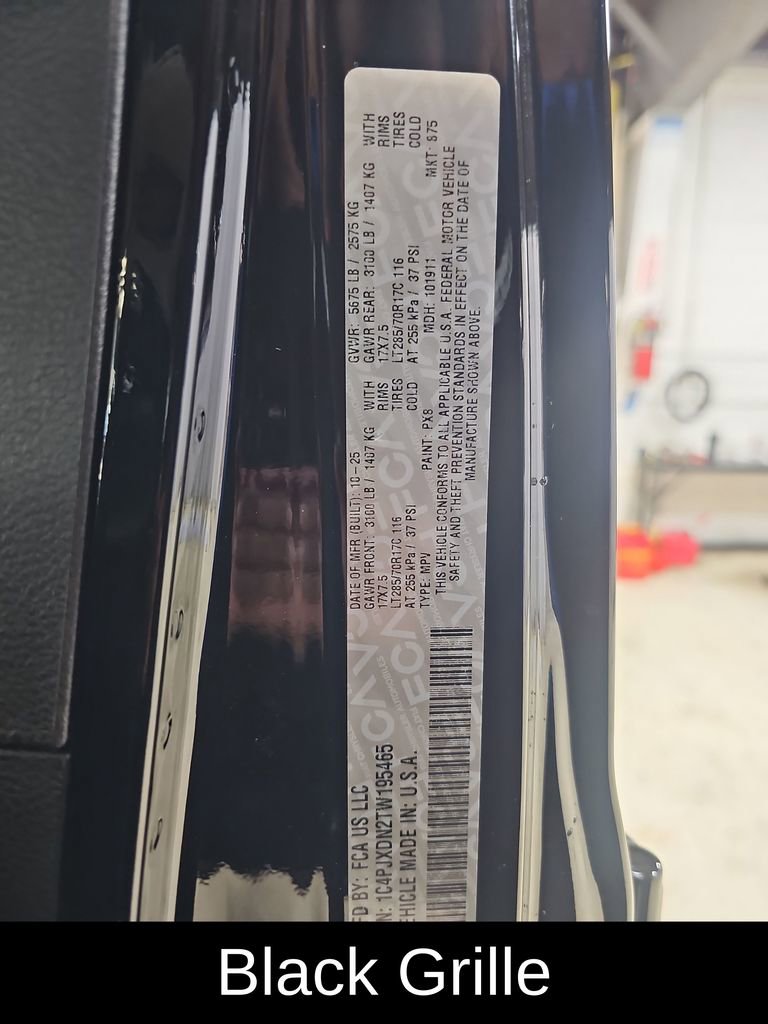 FD BY: FCA US LLC
DATE OF MFR (BUILT): 10-25
GVWR: 5675 LB / 2575 KG
GAWR FRONT: 3100 LB / 1407 KG WITH
GAWR REAR: 3100 LB / 1407 KG WITH
17X7.5 RIMS
17X7.5 RIMS
LT285/70R17C 116 TIRES
LT285/70R17C 116 TIRES
AT 255 kPa / 37 PSI COLD
AT 255 kPa / 37 PSI COLD
N: 1C4PJXDN2TW195465
TYPE: MPV PAINT: PX8 MDH: 101911 MKT: 875
EHICLE MADE IN: U.S.A.
THIS VEHICLE CONFORMS TO ALL APPLICABLE U.S.A. FEDERAL MOTOR VEHICLE
SAFETY AND THEFT PREVENTION STANDARDS IN EFFECT ON THE DATE OF
MANUFACTURE SHOWN ABOVE.
Black Grille